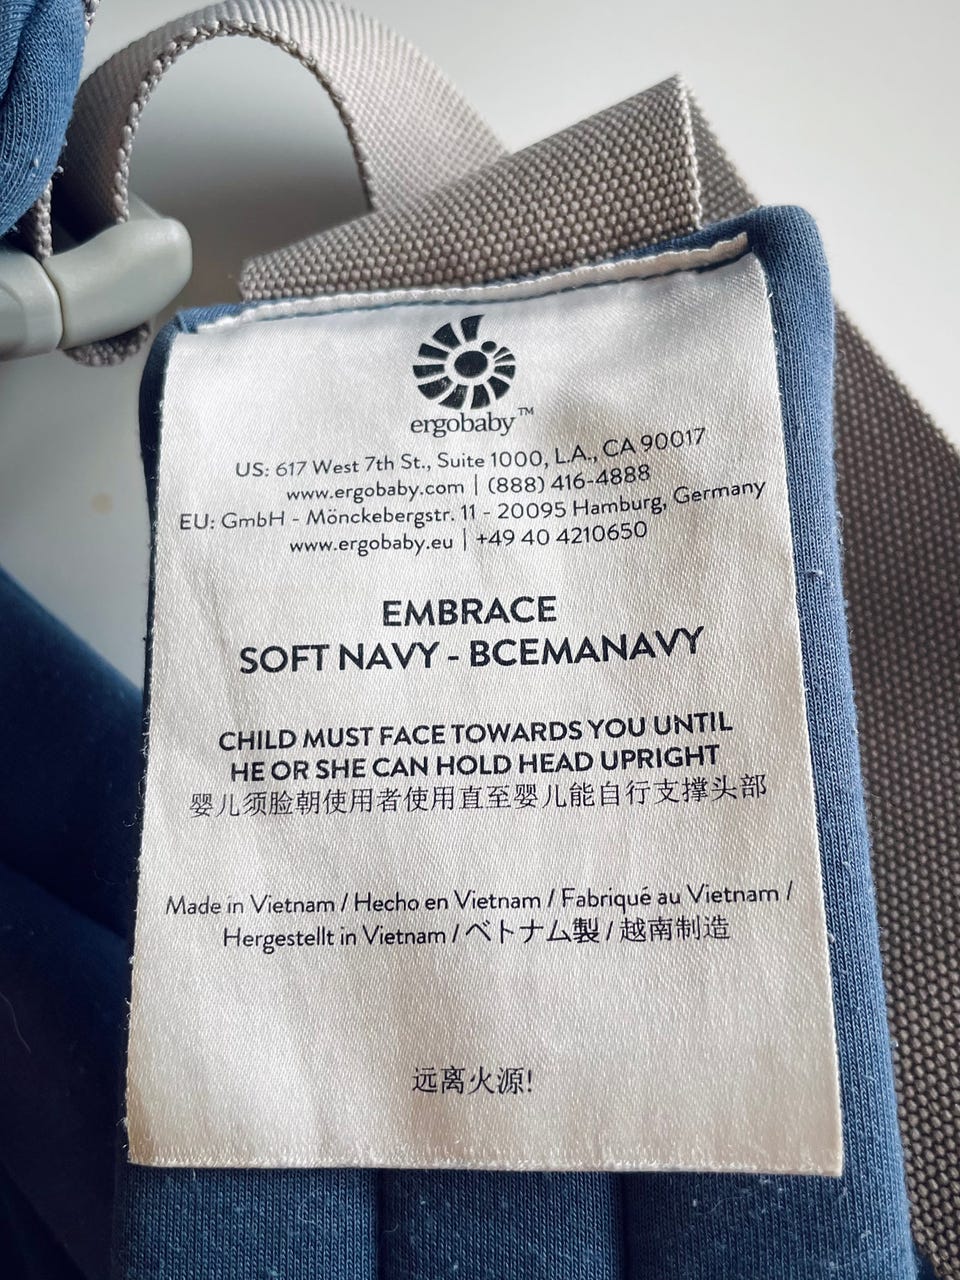 ergobaby™
US: 617 West 7th St., Suite 1000, L.A., CA 90017
www.ergobaby.com | (888) 416-4888
EU: GmbH - Mönckebergstr. 11 - 20095 Hamburg, Germany
www.ergobaby.eu | +49 40 4210650
EMBRACE
SOFT NAVY - BCEMANAVY
CHILD MUST FACE TOWARDS YOU UNTIL
HE OR SHE CAN HOLD HEAD UPRIGHT
婴儿须脸朝使用者使用直至婴儿能自行支撑头部
Made in Vietnam / Hecho en Vietnam / Fabriqué au Vietnam /
Hergestellt in Vietnam / ベトナム製 / 越南制造
远离火源!